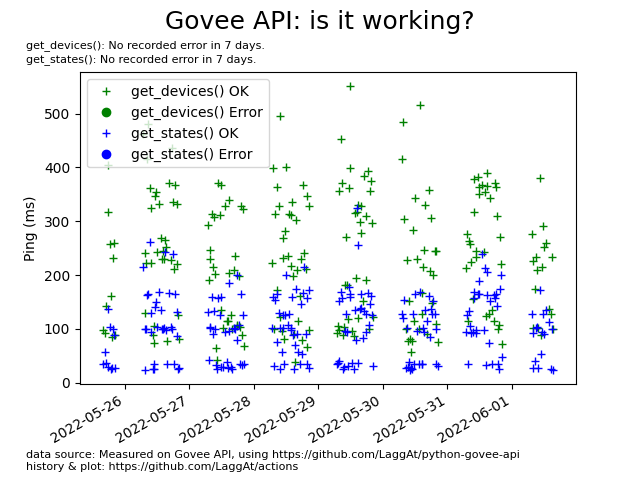 Govee API: is it working?
get_devices(): No recorded error in 7 days.
get_states(): No recorded error in 7 days.
get_devices() OK
get_devices() Error
get_states() OK
get_states() Error
Ping (ms)
500
400
300
200
100
0
2022-05-26
2022-05-27
2022-05-28
2022-05-29
2022-05-30
2022-05-31
2022-06-01
data source: Measured on Govee API, using https://github.com/LaggAt/python-govee-api
history & plot: https://github.com/LaggAt/actions